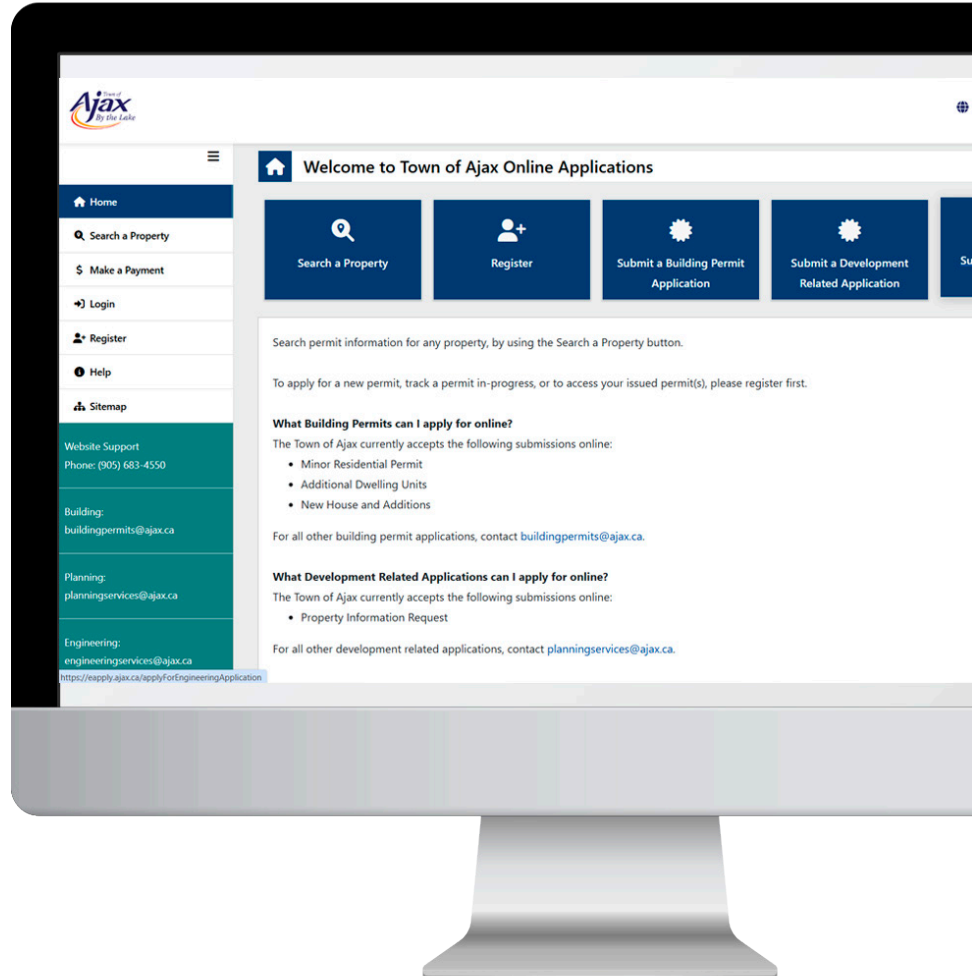 Town of
Ajax
By the Lake
Welcome to Town of Ajax Online Applications
Home
Search a Property
$ Make a Payment
Login
Register
Help
Sitemap
Website Support
Phone: (905) 683-4550
Building:
buildingpermits@ajax.ca
Planning:
planningservices@ajax.ca
Engineering:
engineeringservices@ajax.ca
https://eapply.ajax.ca/applyForEngineeringApplication
Search a Property
Register
Submit a Building Permit
Application
Submit a Development
Related Application
Su
Search permit information for any property, by using the Search a Property button.
To apply for a new permit, track a permit in-progress, or to access your issued permit(s), please register first.
What Building Permits can I apply for online?
The Town of Ajax currently accepts the following submissions online:
• Minor Residential Permit
• Additional Dwelling Units
• New House and Additions
For all other building permit applications, contact buildingpermits@ajax.ca.
What Development Related Applications can I apply for online?
The Town of Ajax currently accepts the following submissions online:
• Property Information Request
For all other development related applications, contact planningservices@ajax.ca.